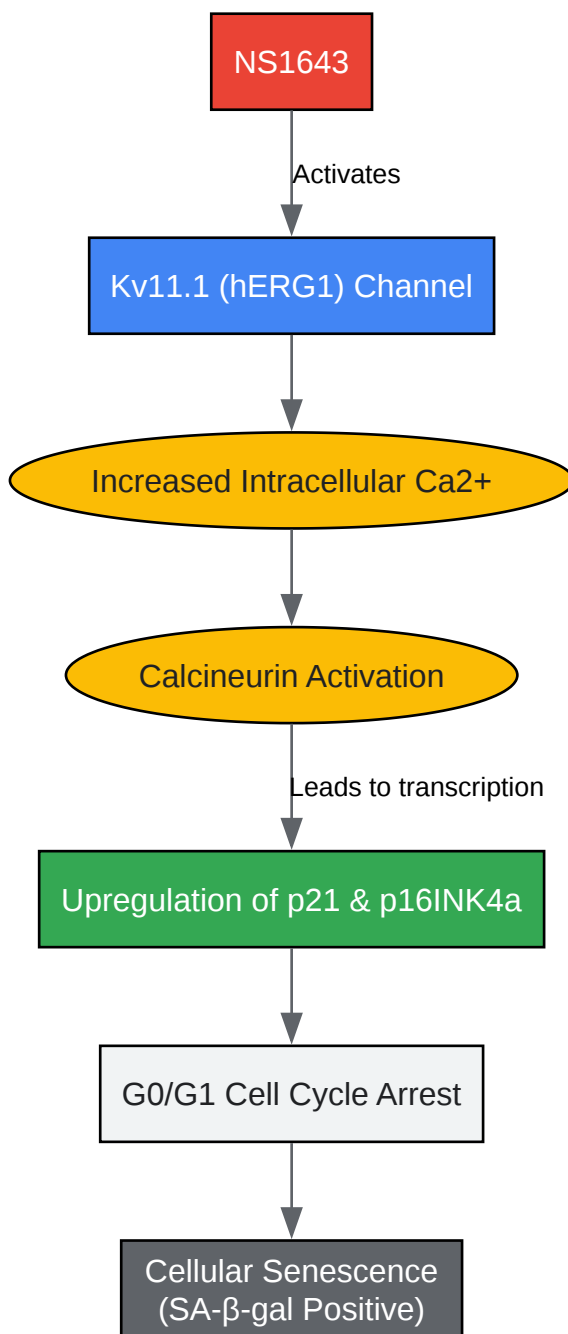 NS1643
Activates
Kv11.1 (hERG1) Channel
Increased Intracellular Ca2+
Calcineurin Activation
Leads to transcription
Upregulation of p21 & p16INK4a
G0/G1 Cell Cycle Arrest
Cellular Senescence
(SA-β-gal Positive)